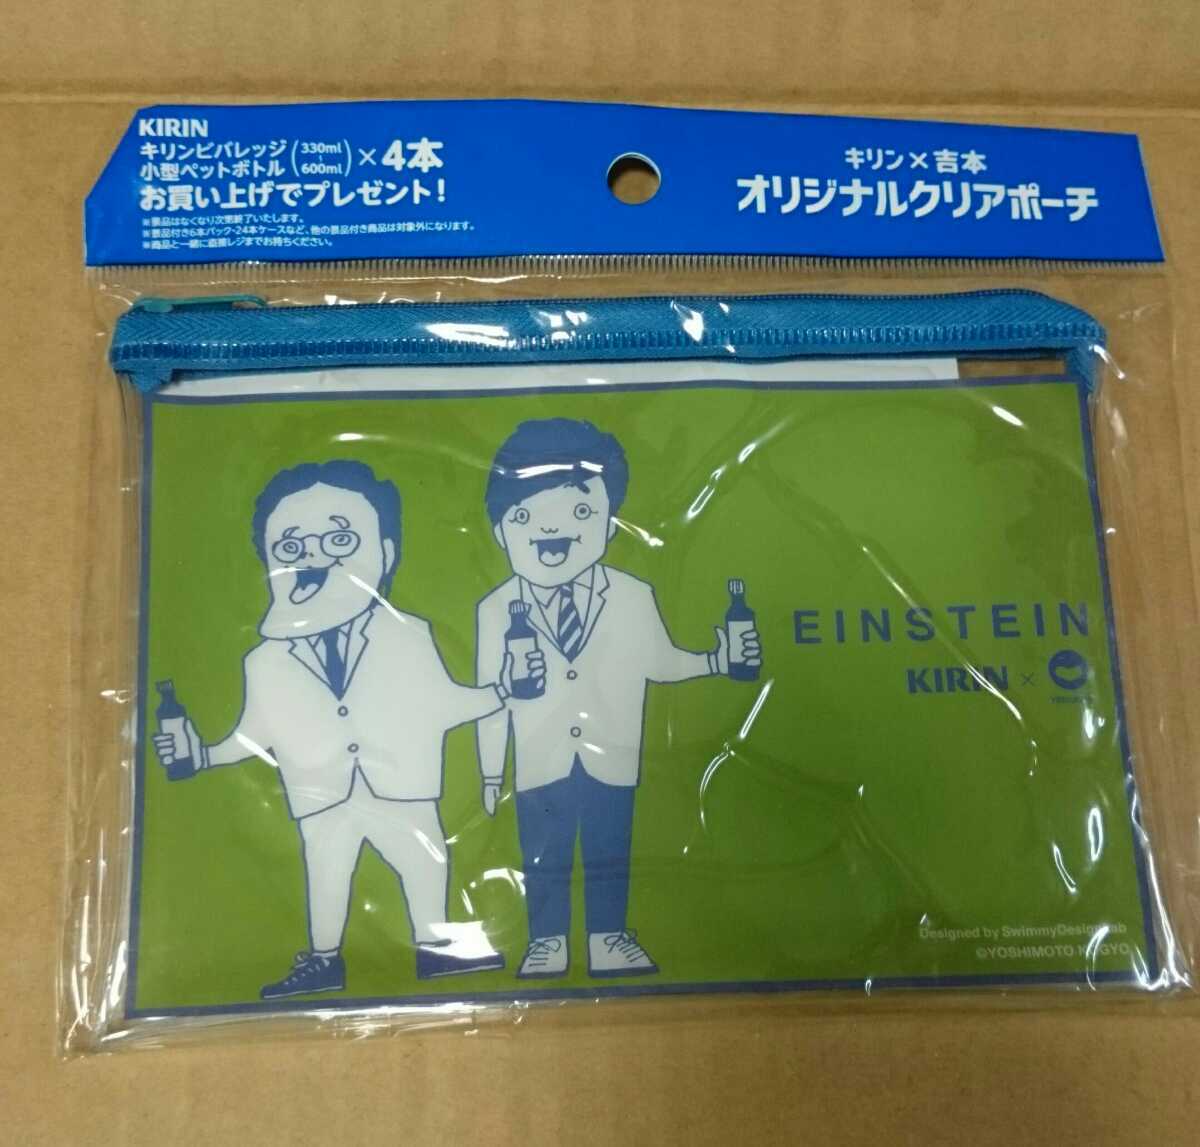 KIRIN
キリンビバレッジ
小型ペットボトル
(330ml
~
600ml)
×4本
お買い上げでプレゼント!
※景品はなくなり次第終了いたします。
※景品付き6本パック・24本ケースなど、他の景品付き商品は対象外になります。
※商品と一緒に直接レジまでお持ちください。
キリン×吉本
オリジナルクリアポーチ
EINSTEIN
KIRIN ×
Designed by SwimmyDesignLab
©YOSHIMOTO KOGYO